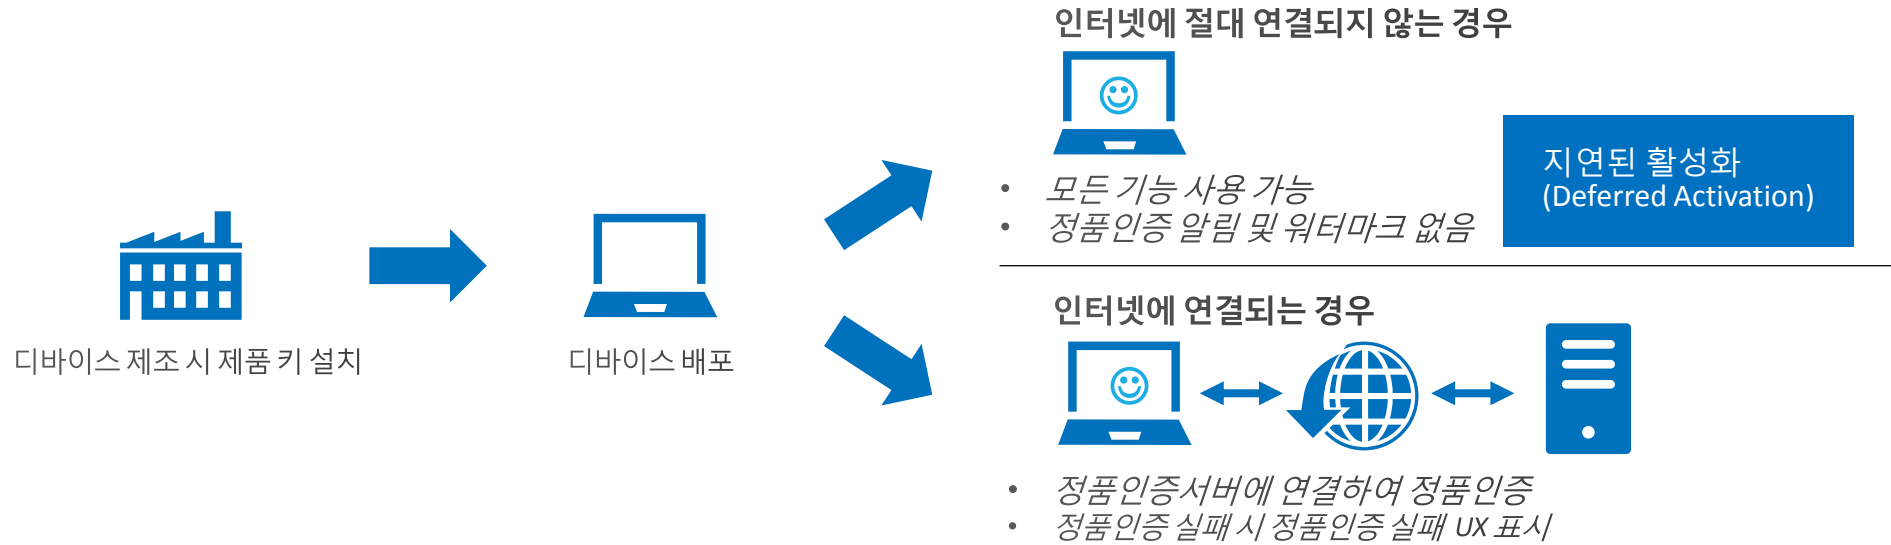 인터넷에 절대 연결되지 않는 경우
• 모든 기능 사용 가능
• 정품인증 알림 및 워터마크 없음
지연된 활성화
(Deferred Activation)
디바이스 제조 시 제품 키 설치
디바이스 배포
인터넷에 연결되는 경우
• 정품인증서버에 연결하여 정품인증
• 정품인증 실패 시 정품인증 실패 UX 표시